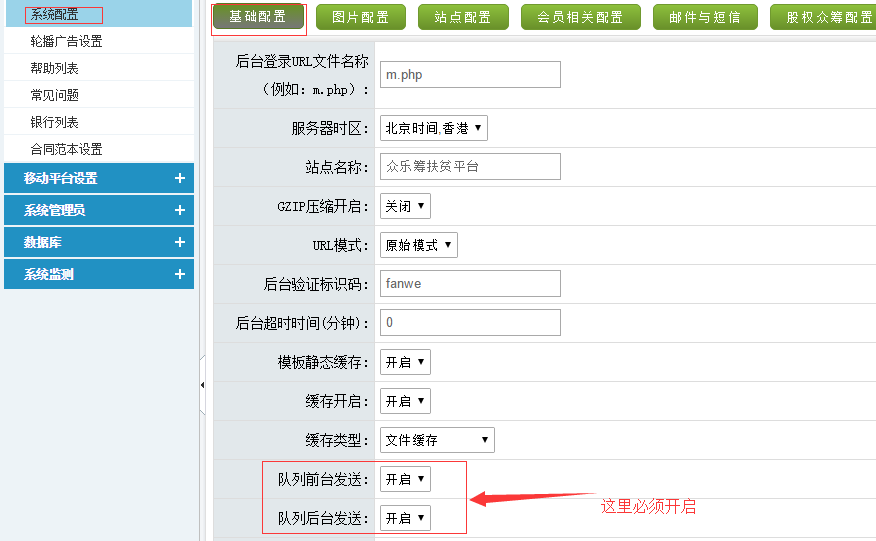 系统配置
轮播广告设置
帮助列表
常见问题
银行列表
合同范本设置
移动平台设置 +
系统管理员 +
数据库 +
系统监测 +
基础配置 图片配置 站点配置 会员相关配置 邮件与短信 股权众筹配置
后台登录URL文件名称
（例如：m.php）： m.php
服务器时区： 北京时间,香港
站点名称： 众乐筹扶贫平台
GZIP压缩开启： 关闭
URL模式： 原始模式
后台验证标识码： fanwe
后台超时时间(分钟)： 0
模板静态缓存： 开启
缓存开启： 开启
缓存类型： 文件缓存
队列前台发送： 开启
队列后台发送： 开启
这里必须开启